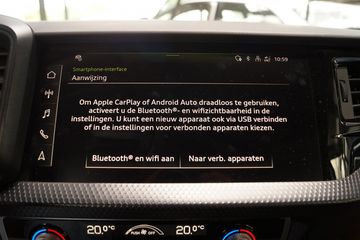 10:59
Smartphone-interface
Aanwijzing
Om Apple CarPlay of Android Auto draadloos te gebruiken,
activeert u de Bluetooth®- en wifizichtbaarheid in de
instellingen. U kunt een nieuw apparaat ook via USB verbinden
of in de instellingen voor verbonden apparaten kiezen.
Bluetooth® en wifi aan
Naar verb. apparaten
20.0°C
PUSH OFF
20.0°C